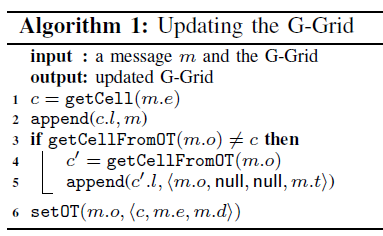 Algorithm 1: Updating the G-Grid
input : a message m and the G-Grid
output: updated G-Grid
1 c = getCell(m.e)
2 append(c.l, m)
3 if getCellFromOT(m.o) ≠ c then
4 c′ = getCellFromOT(m.o)
5 append(c′.l, ⟨m.o, null, null, m.t⟩)
6 setOT(m.o, ⟨c, m.e, m.d⟩)